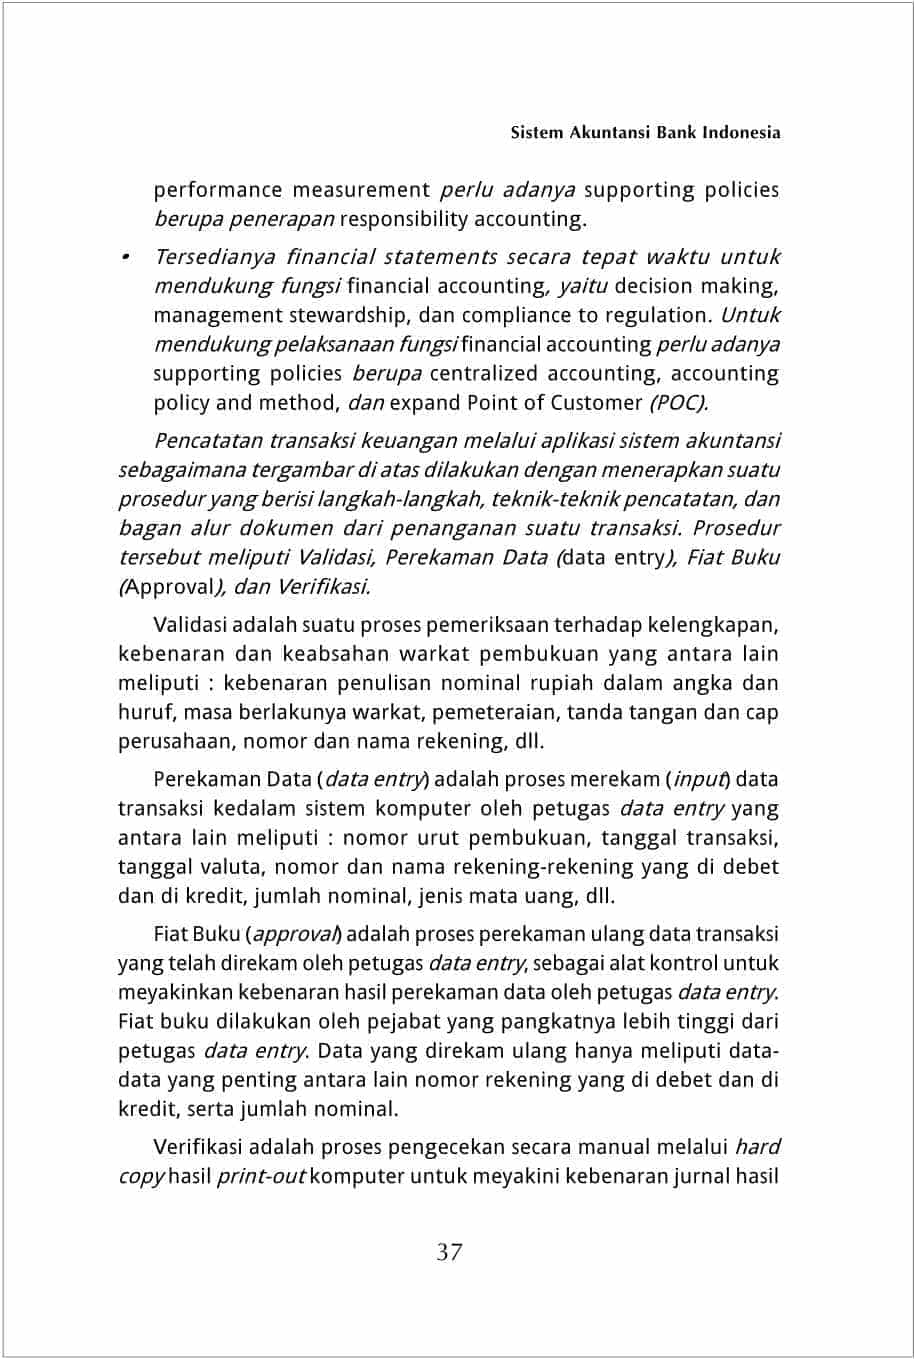 Sistem Akuntansi Bank Indonesia
performance measurement perlu adanya supporting policies
berupa penerapan responsibility accounting.
• Tersedianya financial statements secara tepat waktu untuk
mendukung fungsi financial accounting, yaitu decision making,
management stewardship, dan compliance to regulation. Untuk
mendukung pelaksanaan fungsi financial accounting perlu adanya
supporting policies berupa centralized accounting, accounting
policy and method, dan expand Point of Customer (POC).
Pencatatan transaksi keuangan melalui aplikasi sistem akuntansi
sebagaimana tergambar di atas dilakukan dengan menerapkan suatu
prosedur yang berisi langkah-langkah, teknik-teknik pencatatan, dan
bagan alur dokumen dari penanganan suatu transaksi. Prosedur
tersebut meliputi Validasi, Perekaman Data (data entry), Fiat Buku
(Approval), dan Verifikasi.
Validasi adalah suatu proses pemeriksaan terhadap kelengkapan,
kebenaran dan keabsahan warkat pembukuan yang antara lain
meliputi : kebenaran penulisan nominal rupiah dalam angka dan
huruf, masa berlakunya warkat, pemeteraian, tanda tangan dan cap
perusahaan, nomor dan nama rekening, dll.
Perekaman Data (data entry) adalah proses merekam (input) data
transaksi kedalam sistem komputer oleh petugas data entry yang
antara lain meliputi : nomor urut pembukuan, tanggal transaksi,
tanggal valuta, nomor dan nama rekening-rekening yang di debet
dan di kredit, jumlah nominal, jenis mata uang, dll.
Fiat Buku (approval) adalah proses perekaman ulang data transaksi
yang telah direkam oleh petugas data entry, sebagai alat kontrol untuk
meyakinkan kebenaran hasil perekaman data oleh petugas data entry.
Fiat buku dilakukan oleh pejabat yang pangkatnya lebih tinggi dari
petugas data entry. Data yang direkam ulang hanya meliputi data-
data yang penting antara lain nomor rekening yang di debet dan di
kredit, serta jumlah nominal.
Verifikasi adalah proses pengecekan secara manual melalui hard
copy hasil print-out komputer untuk meyakini kebenaran jurnal hasil
37